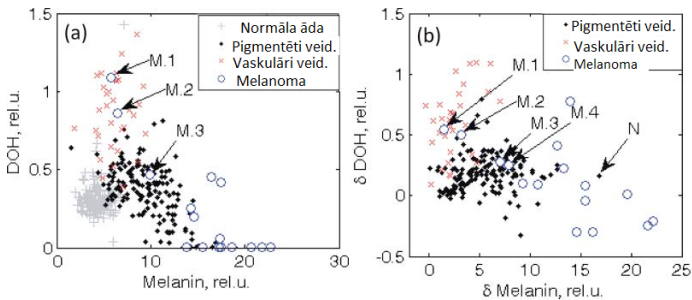 (a)
Normāla āda
Pigmentēti veid.
Vaskulāri veid.
Melanoma
M.1
M.2
M.3
DOH, rel.u.
1.5
1
0.5
0
0 10 20 30
Melanin, rel.u.
(b)
Pigmentēti veid.
Vaskulāri veid.
Melanoma
M.1
M.2
M.3
M.4
N
δ DOH, rel.u.
1.5
1
0.5
0
-0.5
0 5 10 15 20 25
δ Melanin, rel.u.